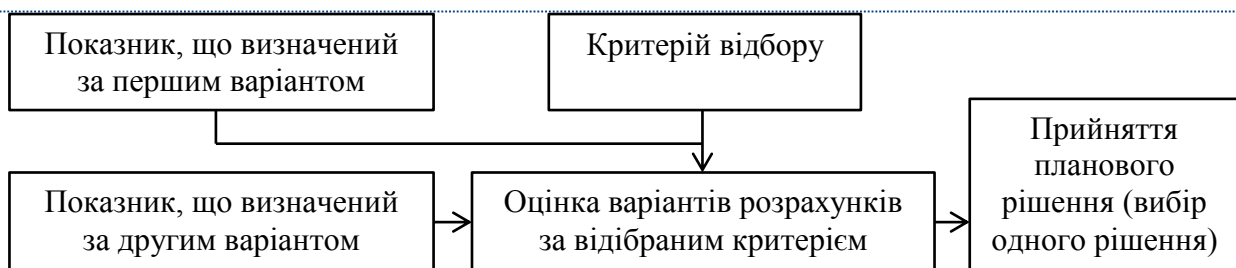 Показник, що визначений
за першим варіантом
Критерій відбору
Показник, що визначений
за другим варіантом
Оцінка варіантів розрахунків
за відібраним критерієм
Прийняття
планового
рішення (вибір
одного рішення)